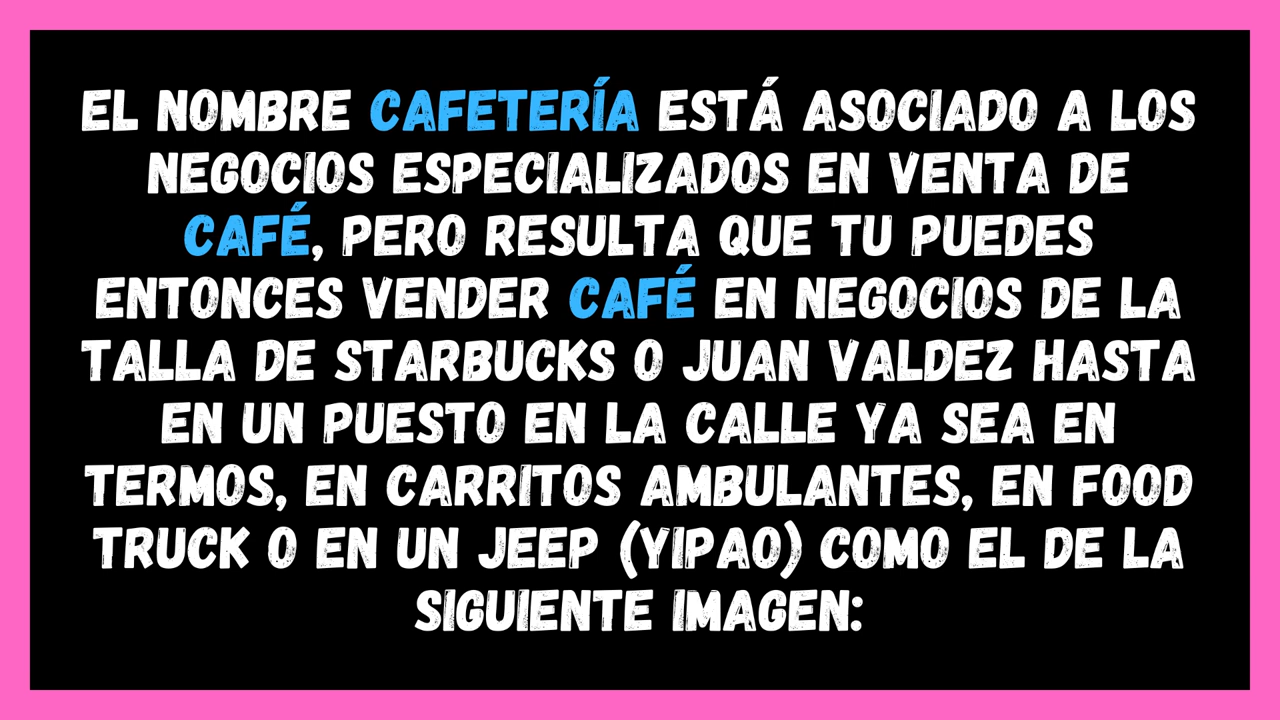 EL NOMBRE CAFETERÍA ESTÁ ASOCIADO A LOS
NEGOCIOS ESPECIALIZADOS EN VENTA DE
CAFÉ, PERO RESULTA QUE TU PUEDES
ENTONCES VENDER CAFÉ EN NEGOCIOS DE LA
TALLA DE STARBUCKS O JUAN VALDEZ HASTA
EN UN PUESTO EN LA CALLE YA SEA EN
TERMOS, EN CARRITOS AMBULANTES, EN FOOD
TRUCK O EN UN JEEP (YIPAO) COMO EL DE LA
SIGUIENTE IMAGEN: